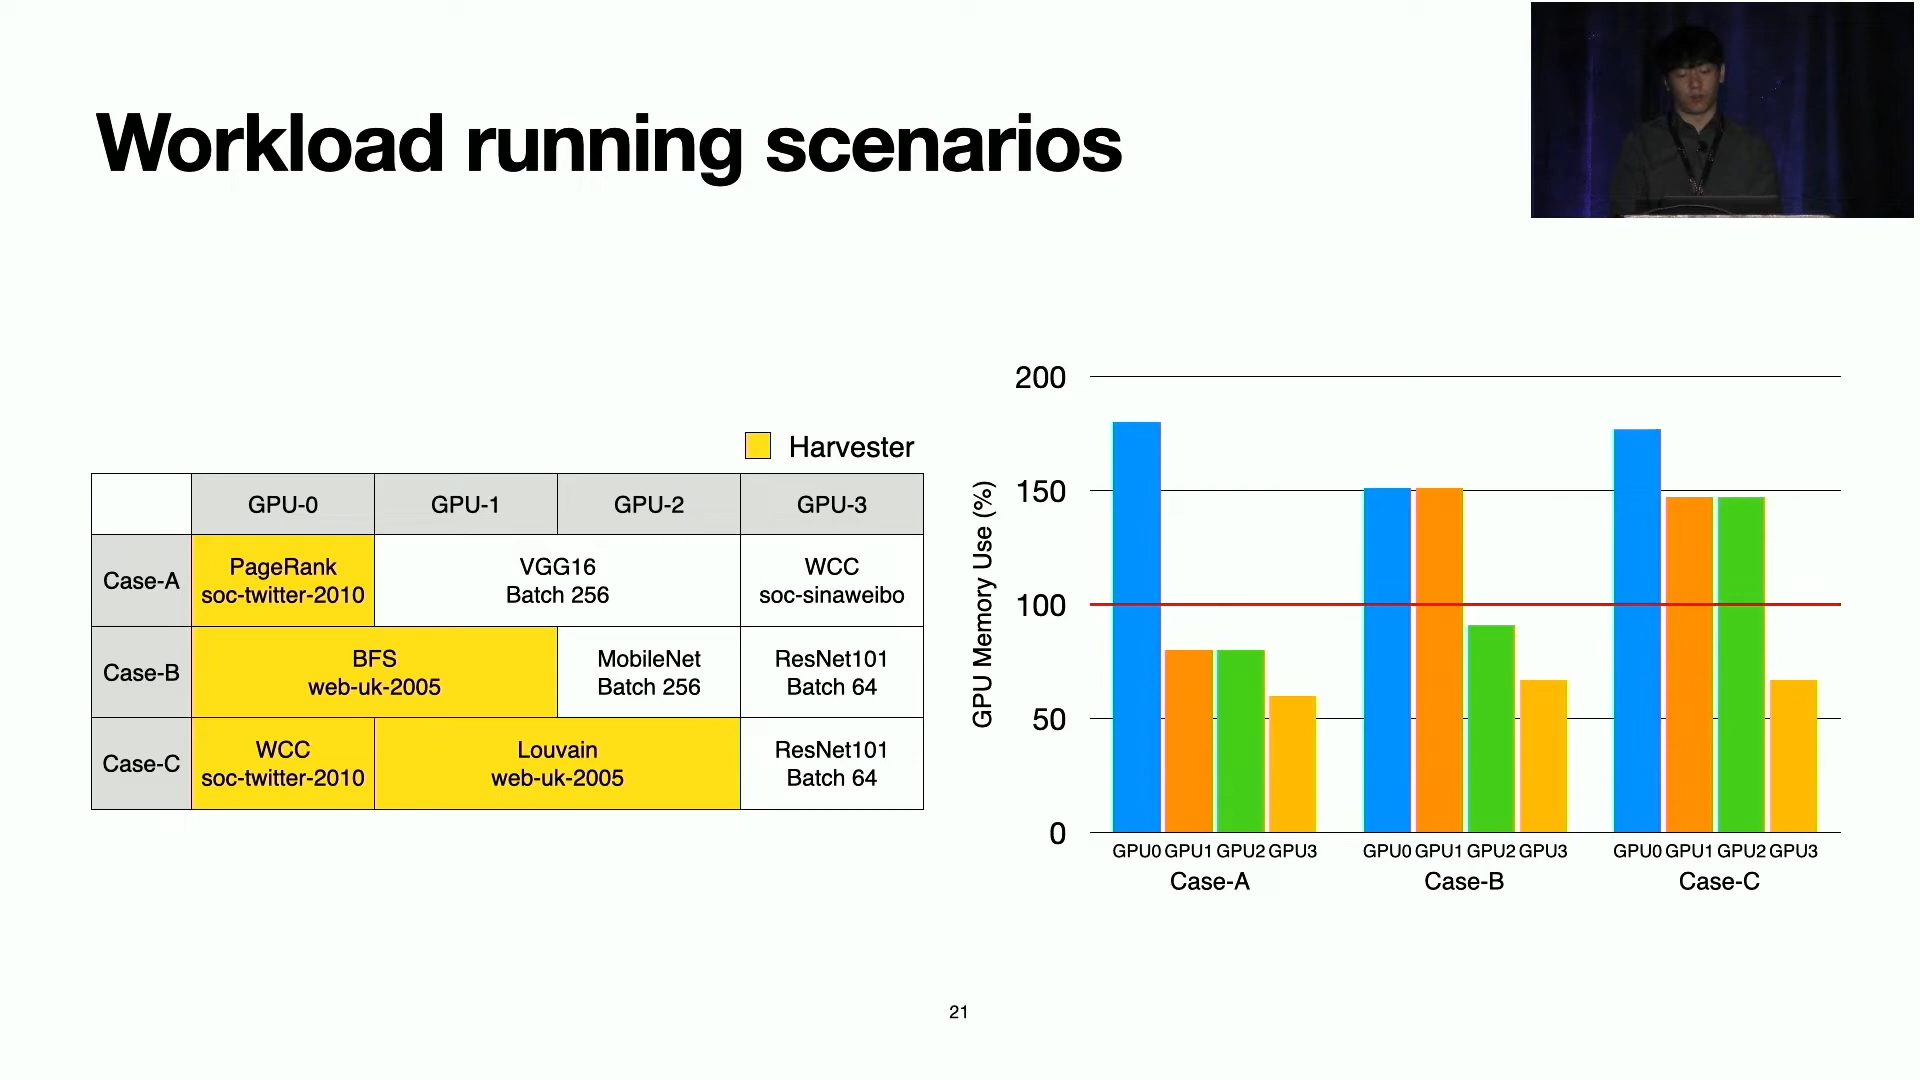 Workload running scenarios
Harvester
GPU-0 GPU-1 GPU-2 GPU-3
Case-A
PageRank
soc-twitter-2010
VGG16
Batch 256
WCC
soc-sinaweibo
Case-B
BFS
web-uk-2005
MobileNet
Batch 256
ResNet101
Batch 64
Case-C
WCC
soc-twitter-2010
Louvain
web-uk-2005
ResNet101
Batch 64
GPU Memory Use (%)
200
150
100
50
0
GPU0 GPU1 GPU2 GPU3 GPU0 GPU1 GPU2 GPU3 GPU0 GPU1 GPU2 GPU3
Case-A Case-B Case-C
21